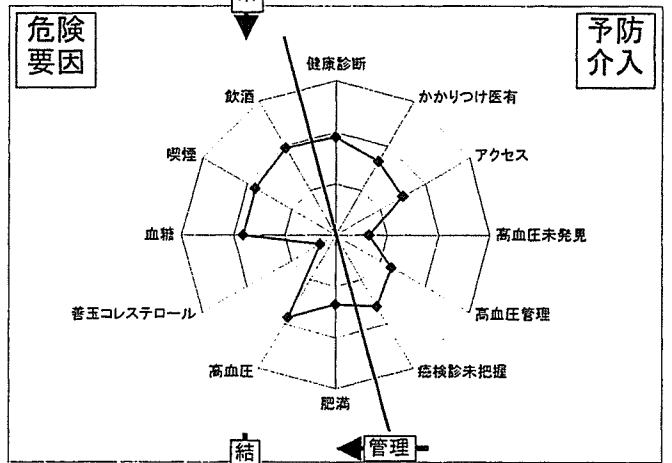 危険
要因
予防
介入
健康診断
飲酒
かかりつけ医有
喫煙
アクセス
血糖
高血圧未発見
善玉コレステロール
高血圧管理
高血圧
癌検診未把握
肥満
結
管理